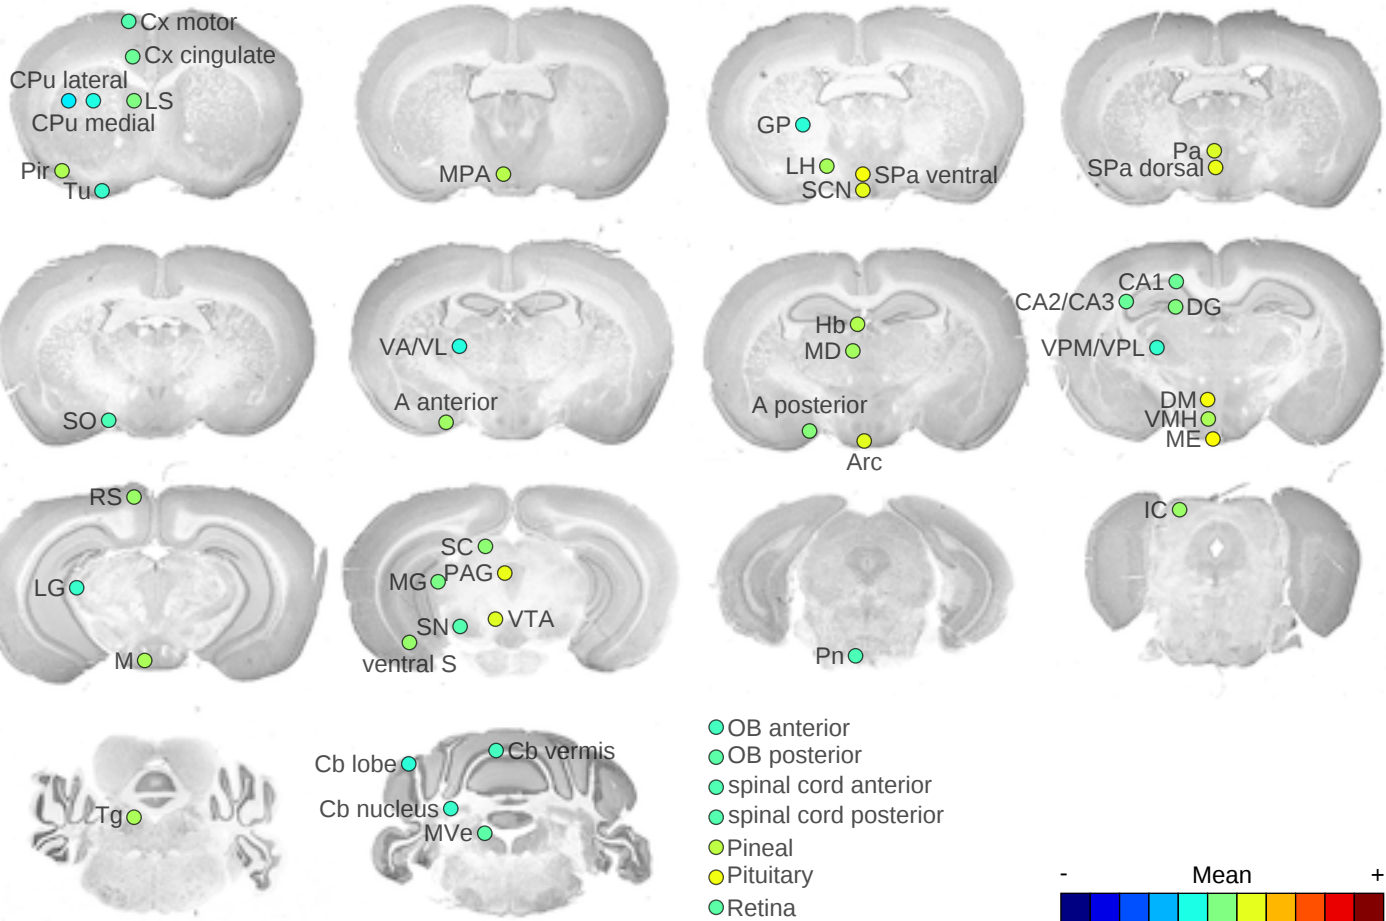 Cx motor
Cx cingulate
CPu lateral
LS
CPu medial
Pir
Tu
MPA
GP
LH
SPa ventral
SCN
Pa
SPa dorsal
SO
VA/VL
A anterior
Hb
MD
A posterior
Arc
CA1
CA2/CA3
DG
VPM/VPL
DM
VMH
ME
RS
LG
M
SC
MG
PAG
SN
VTA
ventral S
Pn
IC
Tg
Cb lobe
Cb vermis
Cb nucleus
MVe
OB anterior
OB posterior
spinal cord anterior
spinal cord posterior
Pineal
Pituitary
Retina
- Mean +